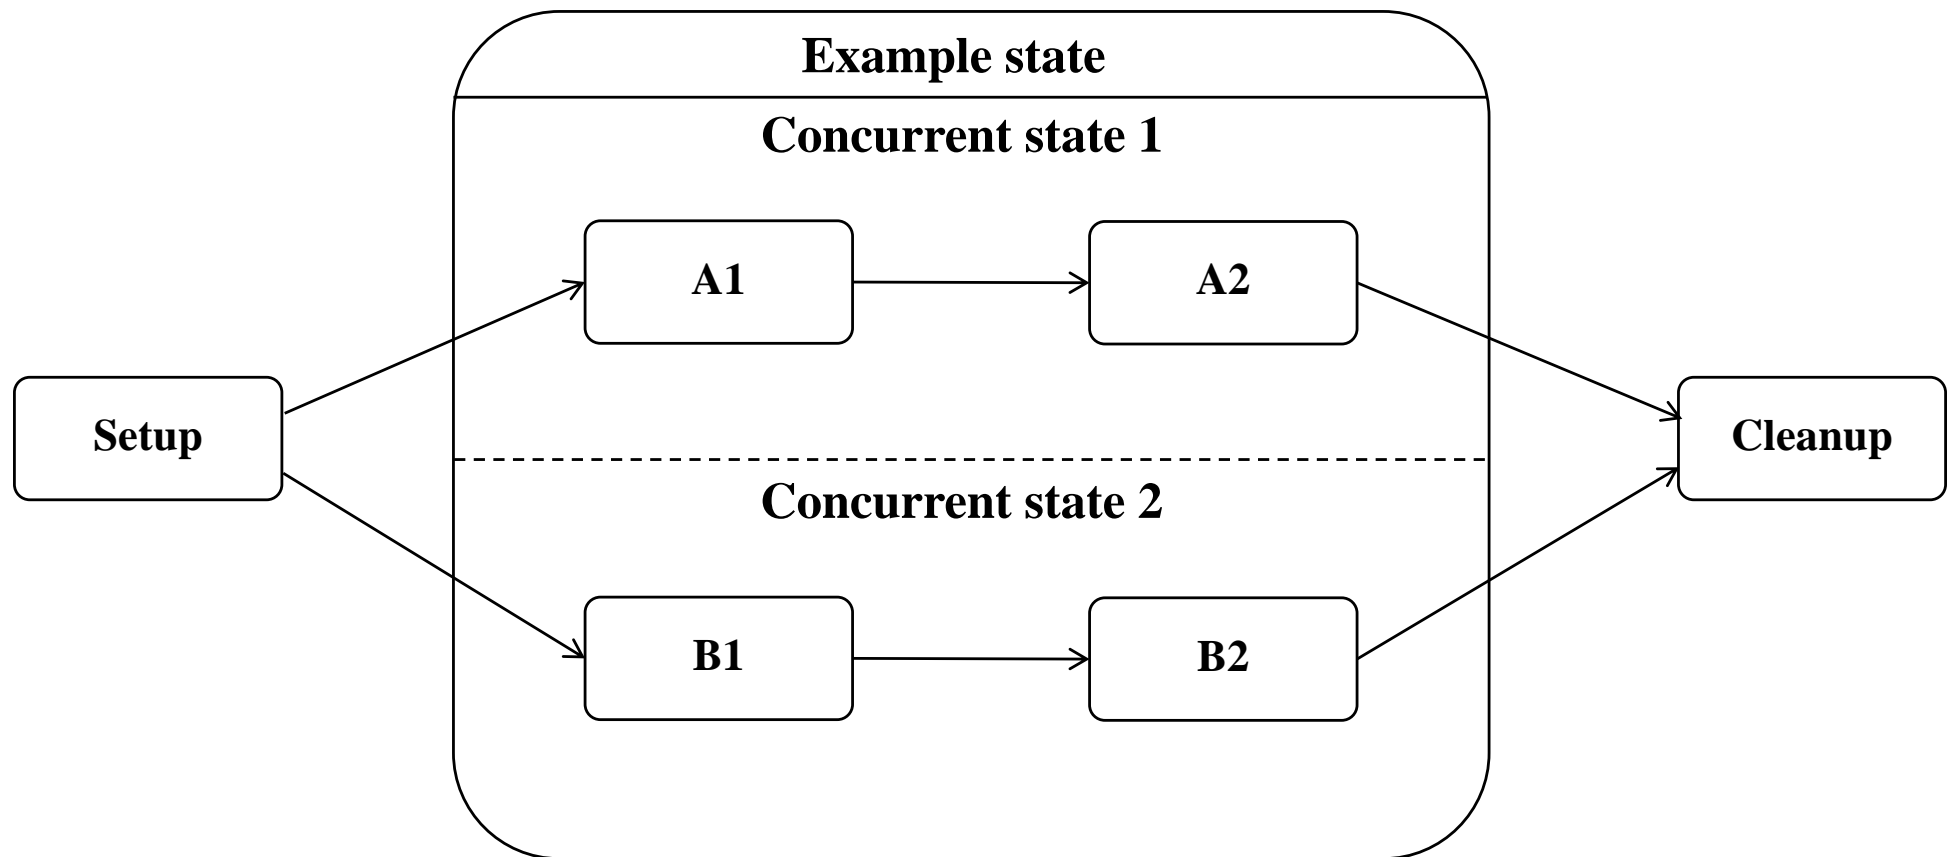 Example state
Concurrent state 1
A1
A2
Setup
Cleanup
Concurrent state 2
B1
B2